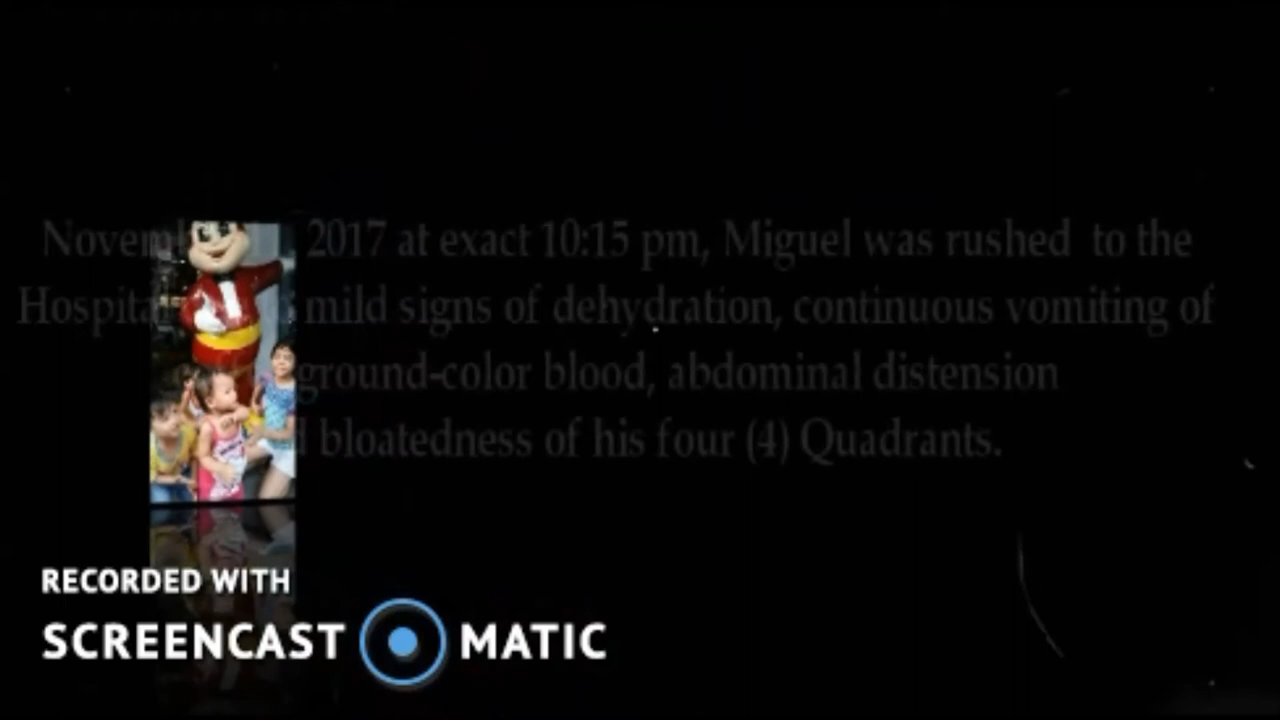 2017 at exact 10:15 pm, Miguel was rushed to the
mild signs of dehydration, continuous vomiting of
ground-color blood, abdominal distension
bloatedness of his four (4) Quadrants.
RECORDED WITH
SCREENCAST MATIC